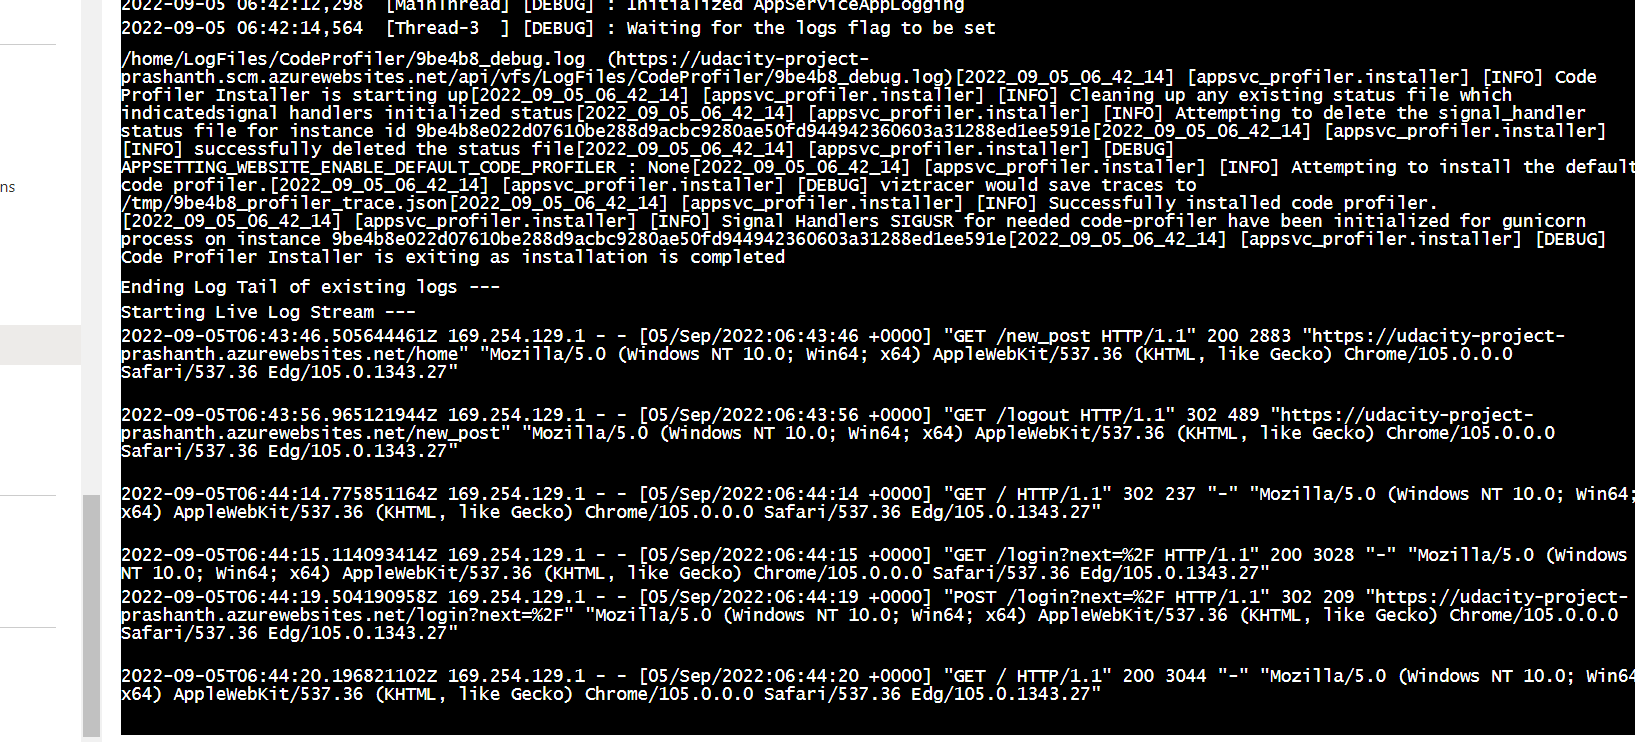 2022-09-05 06:42:12,298  [MainThread] [DEBUG] : Initialized AppServiceAppLogging
2022-09-05 06:42:14,564  [Thread-3  ] [DEBUG] : Waiting for the logs flag to be set
/home/LogFiles/CodeProfiler/9be4b8_debug.log  (https://udacity-project-
prashanth.scm.azurewebsites.net/api/vfs/LogFiles/CodeProfiler/9be4b8_debug.log)[2022_09_05_06_42_14] [appsvc_profiler.installer] [INFO] Code
Profiler Installer is starting up[2022_09_05_06_42_14] [appsvc_profiler.installer] [INFO] Cleaning up any existing status file which
indicatedsignal handlers initialized status[2022_09_05_06_42_14] [appsvc_profiler.installer] [INFO] Attempting to delete the signal_handler
status file for instance id 9be4b8e022d07610be288d9acbc9280ae50fd944942360603a31288ed1ee591e[2022_09_05_06_42_14] [appsvc_profiler.installer]
[INFO] successfully deleted the status file[2022_09_05_06_42_14] [appsvc_profiler.installer] [DEBUG]
APPSETTING_WEBSITE_ENABLE_DEFAULT_CODE_PROFILER : None[2022_09_05_06_42_14] [appsvc_profiler.installer] [INFO] Attempting to install the default
ns
code profiler.[2022_09_05_06_42_14] [appsvc_profiler.installer] [DEBUG] viztracer would save traces to
/tmp/9be4b8_profiler_trace.json[2022_09_05_06_42_14] [appsvc_profiler.installer] [INFO] Successfully installed code profiler.
[2022_09_05_06_42_14] [appsvc_profiler.installer] [INFO] Signal Handlers SIGUSR for needed code-profiler have been initialized for gunicorn
process on instance 9be4b8e022d07610be288d9acbc9280ae50fd944942360603a31288ed1ee591e[2022_09_05_06_42_14] [appsvc_profiler.installer] [DEBUG]
Code Profiler Installer is exiting as installation is completed
Ending Log Tail of existing logs ---
Starting Live Log Stream ---
2022-09-05T06:43:46.505644461Z 169.254.129.1 - - [05/Sep/2022:06:43:46 +0000] "GET /new_post HTTP/1.1" 200 2883 "https://udacity-project-
prashanth.azurewebsites.net/home" "Mozilla/5.0 (Windows NT 10.0; Win64; x64) AppleWebKit/537.36 (KHTML, like Gecko) Chrome/105.0.0.0
Safari/537.36 Edg/105.0.1343.27"
2022-09-05T06:43:56.965121944Z 169.254.129.1 - - [05/Sep/2022:06:43:56 +0000] "GET /logout HTTP/1.1" 302 489 "https://udacity-project-
prashanth.azurewebsites.net/new_post" "Mozilla/5.0 (Windows NT 10.0; Win64; x64) AppleWebKit/537.36 (KHTML, like Gecko) Chrome/105.0.0.0
Safari/537.36 Edg/105.0.1343.27"
2022-09-05T06:44:14.775851164Z 169.254.129.1 - - [05/Sep/2022:06:44:14 +0000] "GET / HTTP/1.1" 302 237 "-" "Mozilla/5.0 (Windows NT 10.0; Win64;
x64) AppleWebKit/537.36 (KHTML, like Gecko) Chrome/105.0.0.0 Safari/537.36 Edg/105.0.1343.27"
2022-09-05T06:44:15.114093414Z 169.254.129.1 - - [05/Sep/2022:06:44:15 +0000] "GET /login?next=%2F HTTP/1.1" 200 3028 "-" "Mozilla/5.0 (Windows
NT 10.0; Win64; x64) AppleWebKit/537.36 (KHTML, like Gecko) Chrome/105.0.0.0 Safari/537.36 Edg/105.0.1343.27"
2022-09-05T06:44:19.504190958Z 169.254.129.1 - - [05/Sep/2022:06:44:19 +0000] "POST /login?next=%2F HTTP/1.1" 302 209 "https://udacity-project-
prashanth.azurewebsites.net/login?next=%2F" "Mozilla/5.0 (Windows NT 10.0; Win64; x64) AppleWebKit/537.36 (KHTML, like Gecko) Chrome/105.0.0.0
Safari/537.36 Edg/105.0.1343.27"
2022-09-05T06:44:20.196821102Z 169.254.129.1 - - [05/Sep/2022:06:44:20 +0000] "GET / HTTP/1.1" 200 3044 "-" "Mozilla/5.0 (Windows NT 10.0; Win64
x64) AppleWebKit/537.36 (KHTML, like Gecko) Chrome/105.0.0.0 Safari/537.36 Edg/105.0.1343.27"